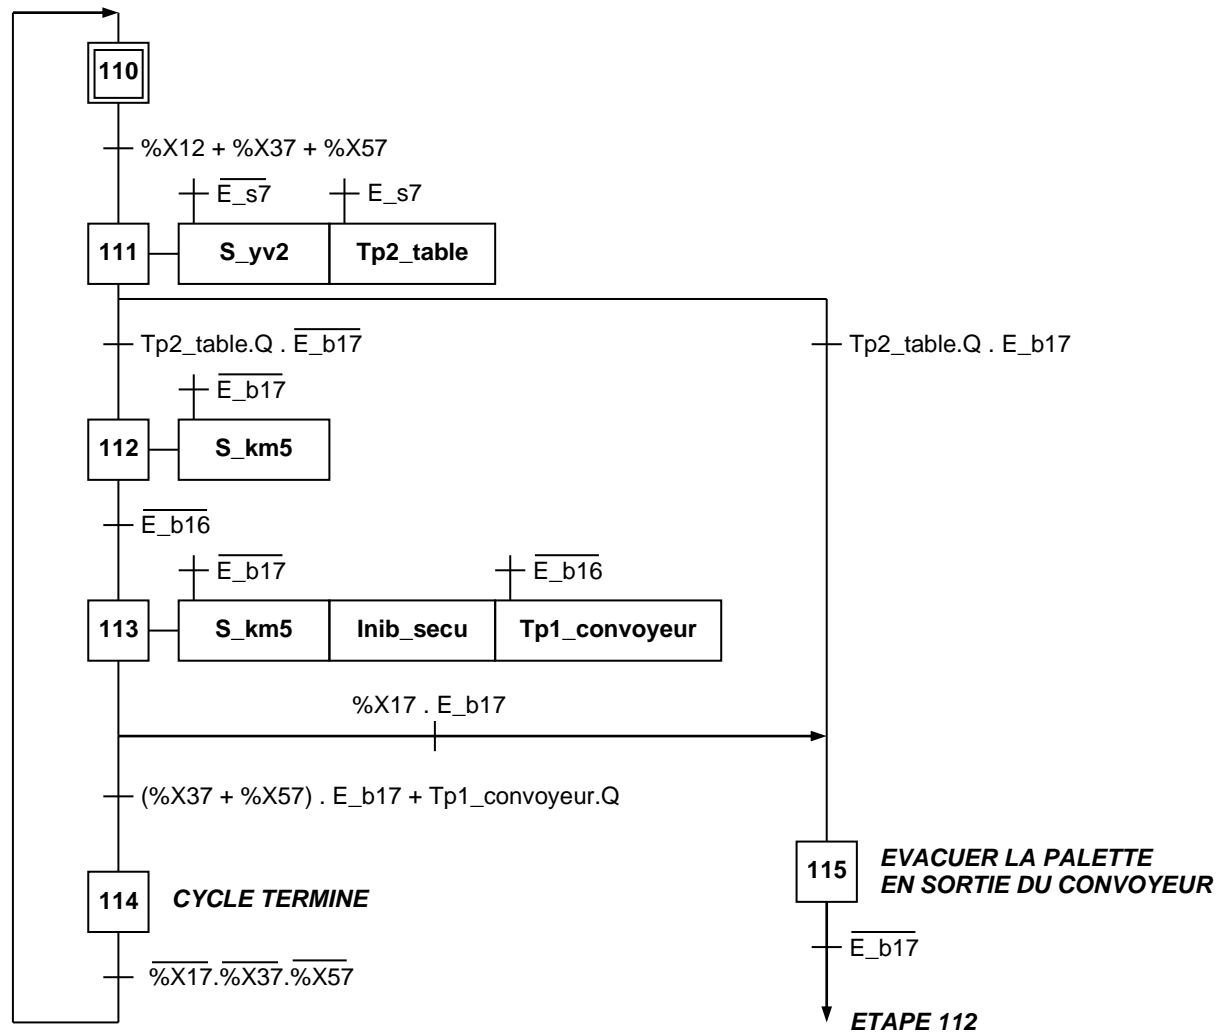 110
%X12 + %X37 + %X57
E_s7 E_s7
111 S_yv2 Tp2_table
Tp2_table.Q . E_b17 Tp2_table.Q . E_b17
E_b17
112 S_km5
E_b16
E_b17 E_b16
113 S_km5 Inib_secu Tp1_convoyeur
%X17 . E_b17
(%X37 + %X57) . E_b17 + Tp1_convoyeur.Q
115 EVACUER LA PALETTE
EN SORTIE DU CONVOYEUR
114 CYCLE TERMINE
E_b17
%X17.%X37.%X57
ETAPE 112